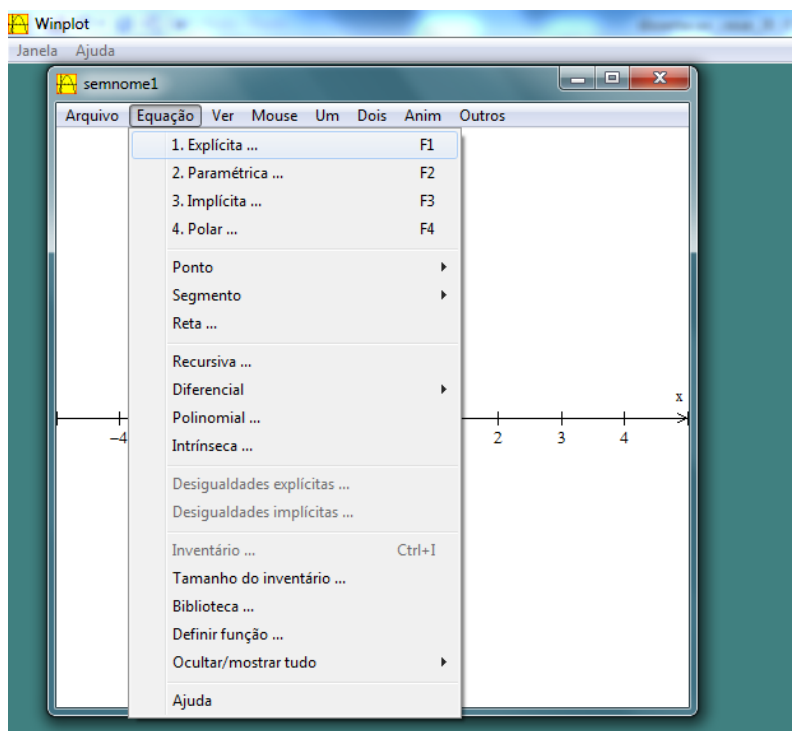 Winplot
Janela Ajuda
semnome1
Arquivo Equação Ver Mouse Um Dois Anim Outros
1. Explícita ... F1
2. Paramétrica ... F2
3. Implícita ... F3
4. Polar ... F4
Ponto
Segmento
Reta ...
Recursiva ...
Diferencial
Polinomial ...
Intrínseca ...
Desigualdades explícitas ...
Desigualdades implícitas ...
Inventário ... Ctrl+I
Tamanho do inventário ...
Biblioteca ...
Definir função ...
Ocultar/mostrar tudo
Ajuda
x
–4 2 3 4